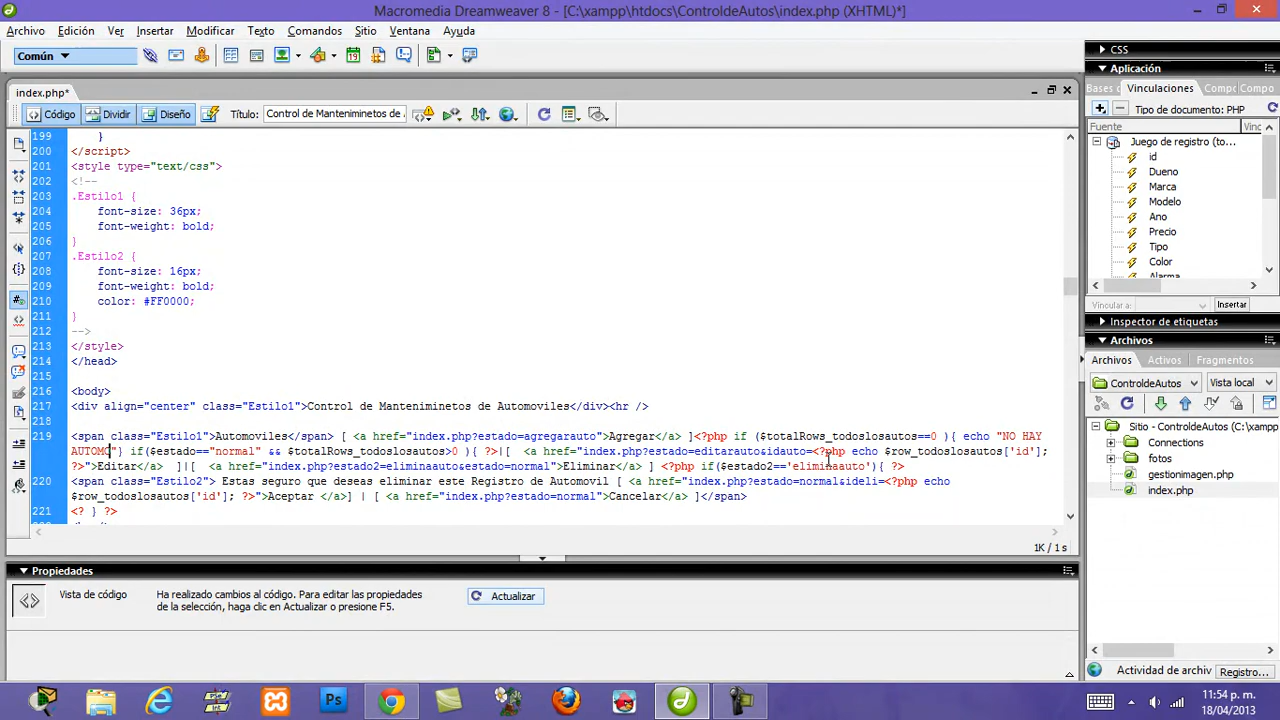 Macromedia Dreamweaver 8 - [C:\xampp\htdocs\ControldeAutos\index.php (XHTML)*]
Archivo Edición Ver Insertar Modificar Texto Comandos Sitio Ventana Ayuda
Común
index.php*
Código Dividir Diseño Título: Control de Manteniminetos de
199 }
200 </script>
201 <style type="text/css">
202 <!--
203 .Estilo1 {
204 font-size: 36px;
205 font-weight: bold;
206 }
207 .Estilo2 {
208 font-size: 16px;
209 font-weight: bold;
210 color: #FF0000;
211 }
212 -->
213 </style>
214 </head>
215
216 <body>
217 <div align="center" class="Estilo1">Control de Manteniminetos de Automoviles</div><hr />
218
219 <span class="Estilo1">Automoviles</span> [ <a href="index.php?estado=agregarauto">Agregar</a> ]<?php if ($totalRows_todoslosautos==0 ){ echo "NO HAY
AUTOMO"} if($estado=="normal" && $totalRows_todoslosautos>0 ){ ?>|[ <a href="index.php?estado=editarauto&idauto=<?php echo $row_todoslosautos['id'];
?>">Editar</a> ]|[ <a href="index.php?estado2=eliminaauto&estado=normal">Eliminar</a> ] <?php if($estado2=='eliminaauto'){ ?>
220 <span class="Estilo2"> Estas seguro que deseas eliminar este Registro de Automovil [ <a href="index.php?estado=normal&ideli=<?php echo
$row_todoslosautos['id']; ?>">Aceptar </a>] | [ <a href="index.php?estado=normal">Cancelar</a> ]</span>
221 <? } ?>
1K / 1 s
Propiedades
Vista de código
Ha realizado cambios al código. Para editar las propiedades
de la selección, haga clic en Actualizar o presione F5.
Actualizar
CSS
Aplicación
Bases d Vinculaciones Compo Compo
Tipo de documento: PHP
Fuente Vinc
Juego de registro (to...
id
Dueno
Marca
Modelo
Ano
Precio
Tipo
Color
Alarma
Vincular a: Insertar
Inspector de etiquetas
Archivos
Archivos Activos Fragmentos
ControldeAutos Vista local
Sitio - ControldeAutos (C:\xampp
Connections
fotos
gestionimagen.php
index.php
Actividad de archiv Registro...
Ps
11:54 p. m.
18/04/2013